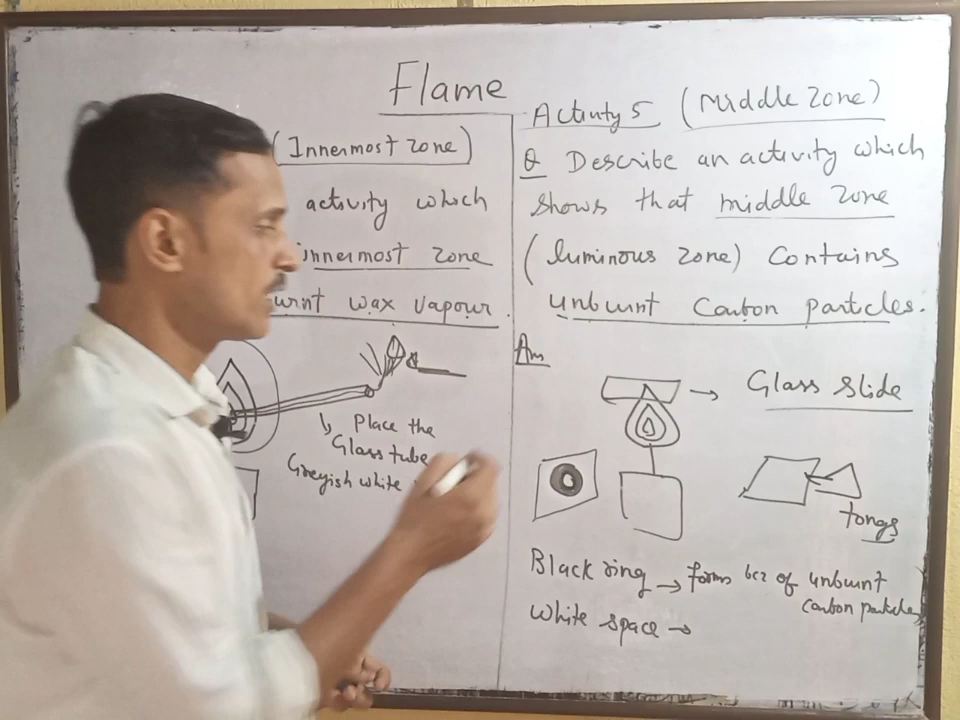 Flame
(Innermost Zone)
activity which
innermost zone
urnt wax vapour.
Place the
Glass tube
Greyish white
Activity 5 (Middle Zone)
Q Describe an activity which
shows that middle zone
(luminous zone) Contains
unburnt Carbon particles.
Ans
Glass slide
tongs
Black ring → forms bcz of unburnt
carbon particles
White space →